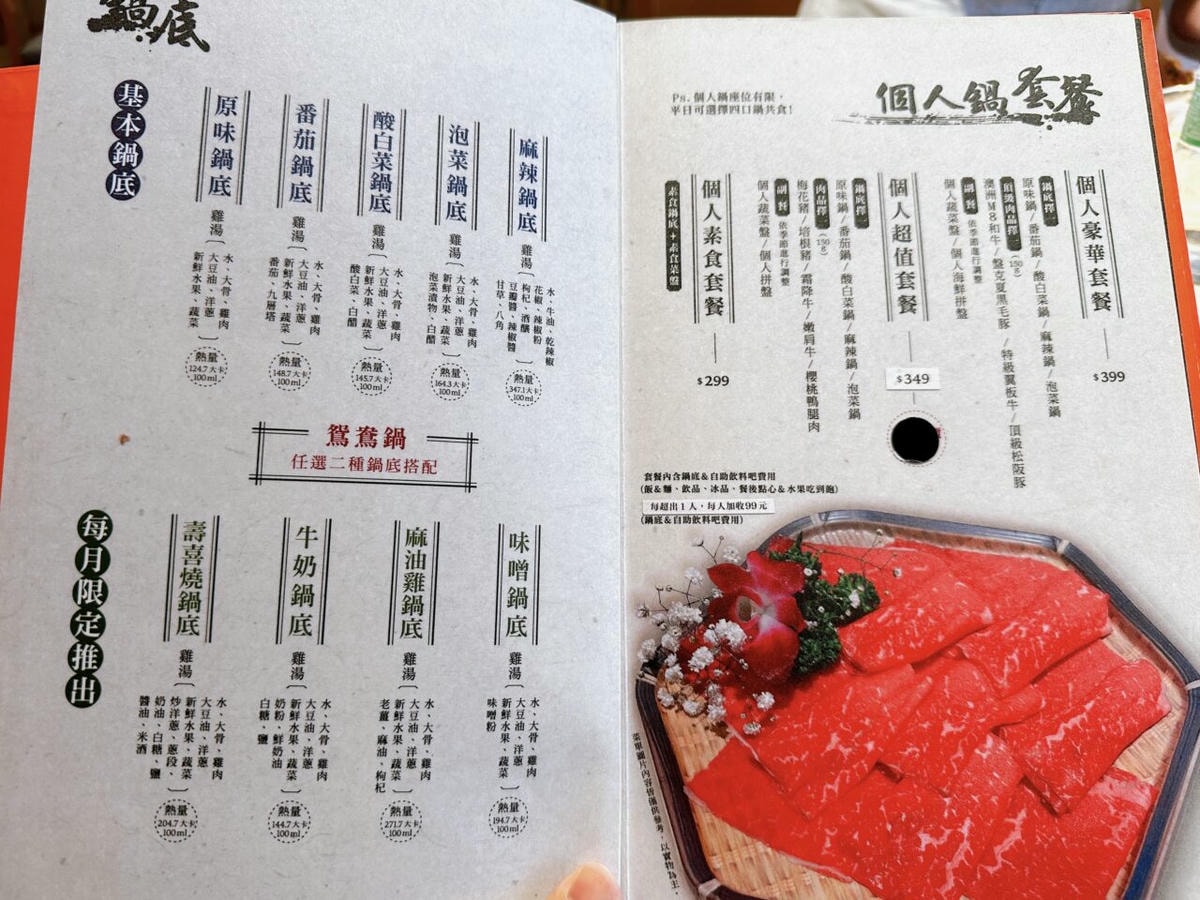 鍋底
基本鍋底
麻辣鍋底
雞湯
水、牛油、乾辣椒
花椒、辣椒粉
枸杞、酒釀
豆瓣醬、辣椒醬
甘草、八角
熱量
347.1大卡
100ml
泡菜鍋底
雞湯
水、大骨、雞肉
大豆油、洋蔥
新鮮水果、蔬菜
泡菜漬物、白醋
熱量
164.3大卡
100ml
酸白菜鍋底
雞湯
水、大骨、雞肉
大豆油、洋蔥
新鮮水果、蔬菜
酸白菜、白醋
熱量
145.7大卡
100ml
番茄鍋底
雞湯
水、大骨、雞肉
大豆油、洋蔥
新鮮水果、蔬菜
番茄、九層塔
熱量
148.7大卡
100ml
原味鍋底
雞湯
水、大骨、雞肉
大豆油、洋蔥
新鮮水果、蔬菜
熱量
124.7大卡
100ml
鴛鴦鍋
任選二種鍋底搭配
每月限定推出
味噌鍋底
雞湯
水、大骨、雞肉
大豆油、洋蔥
新鮮水果、蔬菜
味噌粉
熱量
194.7大卡
100ml
麻油雞鍋底
雞湯
水、大骨、雞肉
大豆油、洋蔥
新鮮水果、蔬菜
老薑、麻油、枸杞
熱量
271.7大卡
100ml
牛奶鍋底
雞湯
水、大骨、雞肉
大豆油、洋蔥
新鮮水果、蔬菜
奶粉、鮮奶油
白糖、鹽
熱量
144.7大卡
100ml
壽喜燒鍋底
雞湯
水、大骨、雞肉
大豆油、洋蔥
新鮮水果、蔬菜
炒洋蔥、蔥段、
奶油、白糖、鹽
醬油、米酒
熱量
204.7大卡
100ml
個人鍋套餐
Ps.個人鍋座位有限，
平日可選擇四口鍋共食!
個人豪華套餐
$399
鍋底擇一
原味鍋/番茄鍋/酸白菜鍋/麻辣鍋/泡菜鍋
頂級肉品擇一(150g)
澳洲M8和牛/盤克夏黑毛豚/特級翼板牛/頂級松阪豚
副餐 依季節進行調整
個人蔬菜盤/個人海鮮拼盤
個人超值套餐
$349
鍋底擇一
原味鍋/番茄鍋/酸白菜鍋/麻辣鍋/泡菜鍋
肉品擇一(150g)
梅花豬/培根豬/霜降牛/嫩肩牛/櫻桃鴨腿肉
副餐 依季節進行調整
個人蔬菜盤/個人拼盤
個人素食套餐
$299
素食鍋底+素食菜盤
套餐內含鍋底&自助飲料吧費用
(飯&麵、飲品、冰品、餐後點心&水果吃到飽)
每超出1人，每人加收99元
(鍋底&自助飲料吧費用)
菜單圖片內容皆僅供參考，以實物為主。